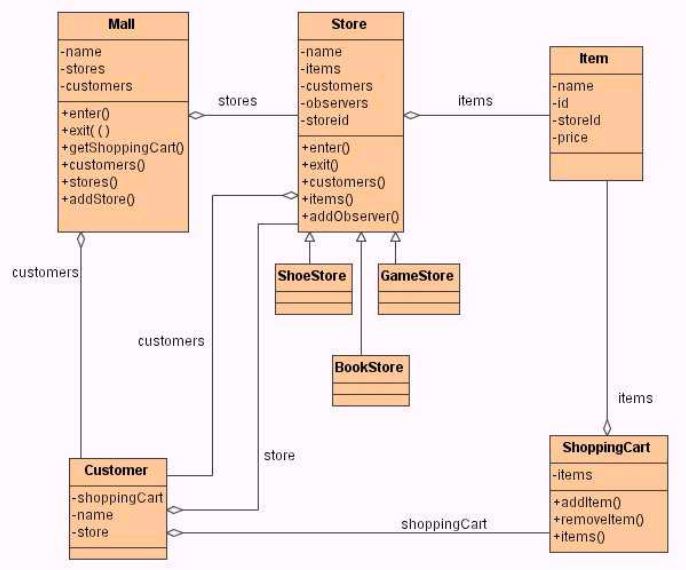 Mall
-name
-stores
-customers
+enter()
+exit( ( )
+getShoppingCart()
+customers()
+stores()
+addStore()
stores
Store
-name
-items
-customers
-observers
-storeid
+enter()
+exit()
+customers()
+items()
+addObserver()
items
Item
-name
-id
-storeId
-price
ShoeStore
GameStore
BookStore
customers
customers
store
items
Customer
-shoppingCart
-name
-store
shoppingCart
ShoppingCart
-items
+addItem()
+removeItem()
+items()